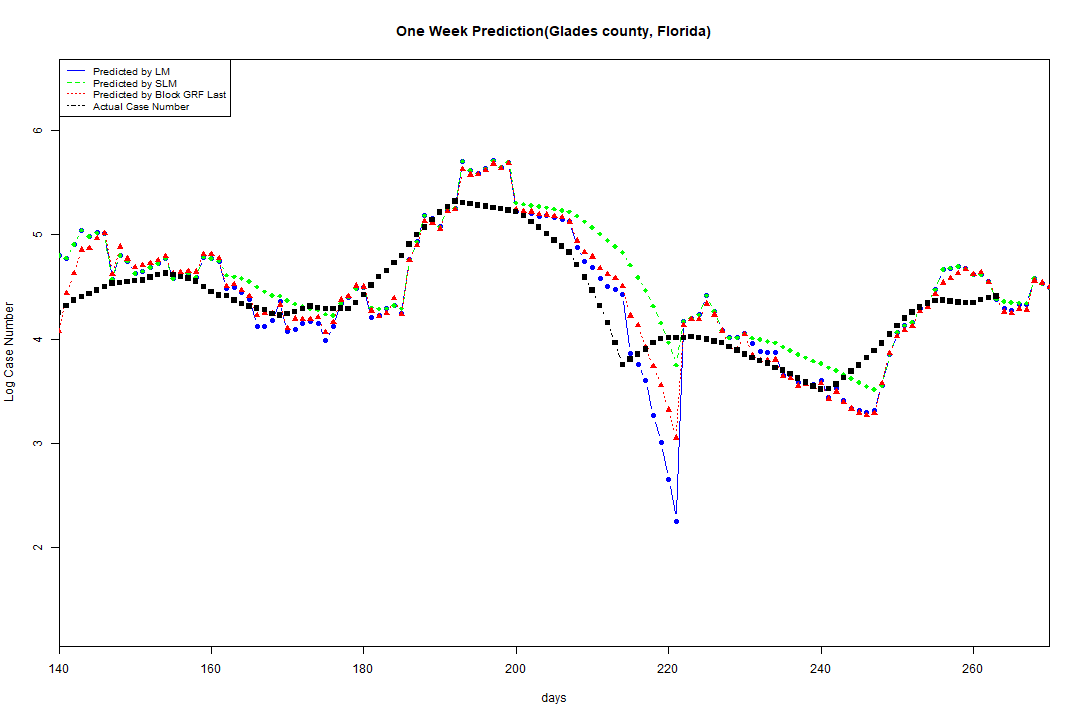 One Week Prediction(Glades county, Florida)
Predicted by LM
Predicted by SLM
Predicted by Block GRF Last
Actual Case Number
6
5
4
3
2
Log Case Number
140 160 180 200 220 240 260
days